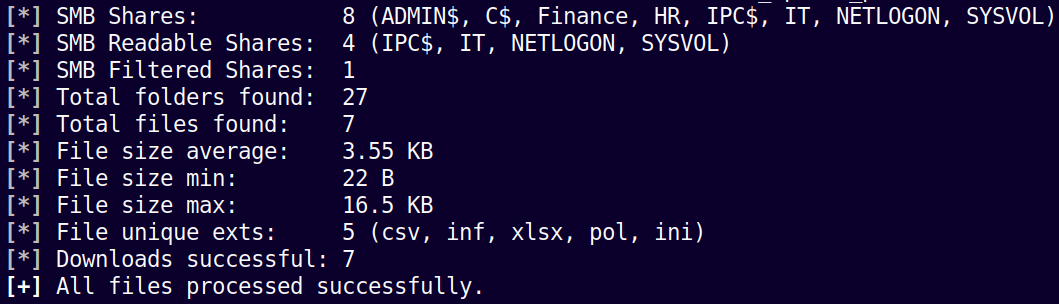 [*] SMB Shares:           8 (ADMIN$, C$, Finance, HR, IPC$, IT, NETLOGON, SYSVOL)
[*] SMB Readable Shares:  4 (IPC$, IT, NETLOGON, SYSVOL)
[*] SMB Filtered Shares:  1
[*] Total folders found:  27
[*] Total files found:    7
[*] File size average:    3.55 KB
[*] File size min:        22 B
[*] File size max:        16.5 KB
[*] File unique exts:     5 (csv, inf, xlsx, pol, ini)
[*] Downloads successful: 7
[+] All files processed successfully.